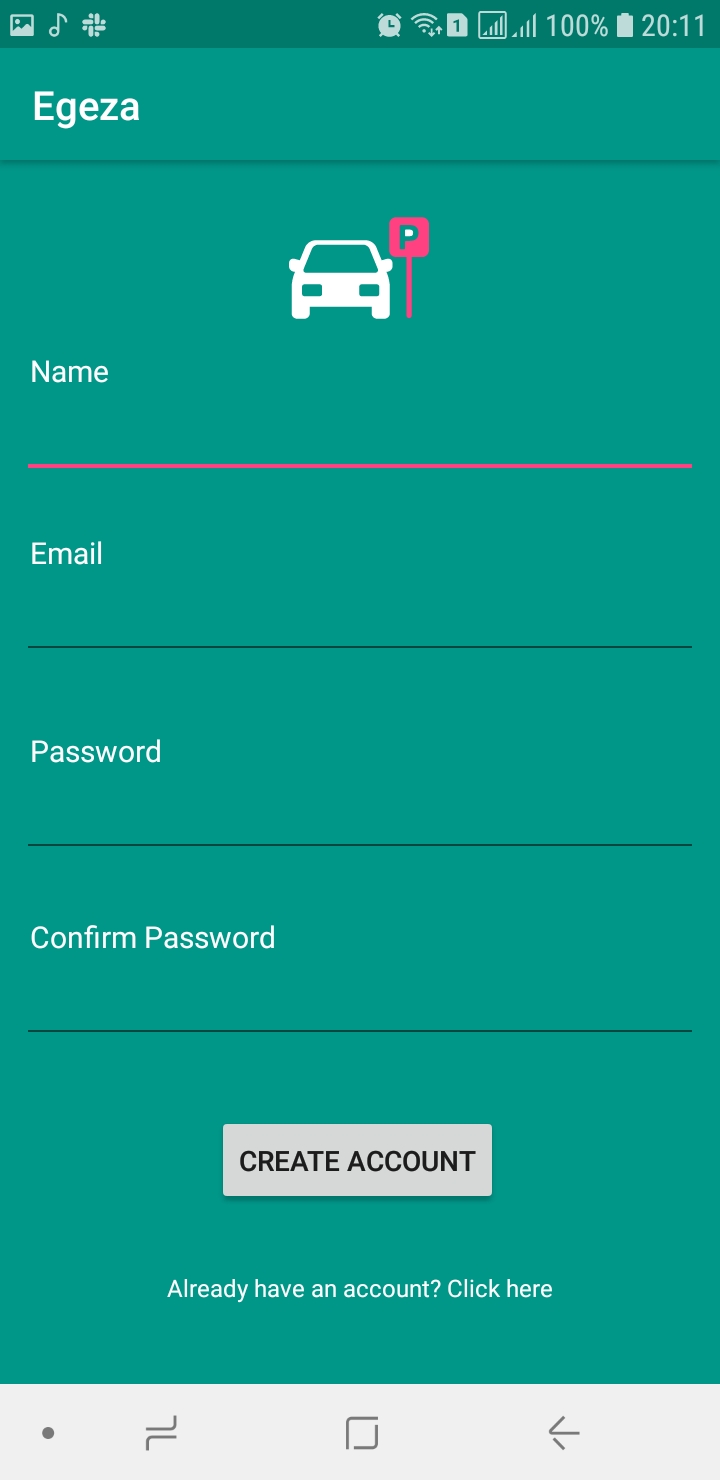 1 100% 20:11
Egeza
P
Name
Email
Password
Confirm Password
CREATE ACCOUNT
Already have an account? Click here